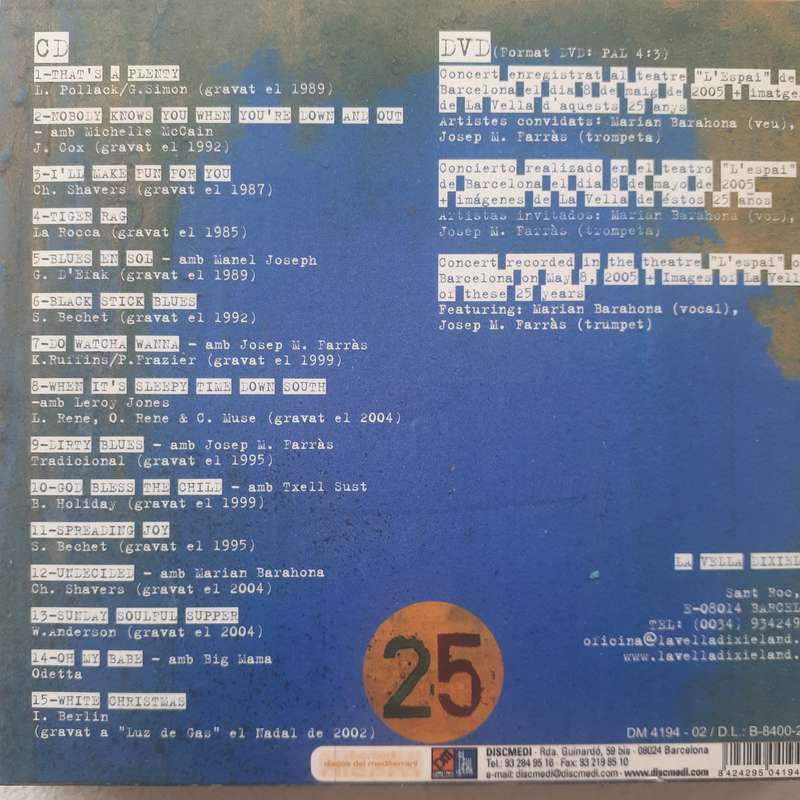 CD
1-THAT'S A PLENTY
L. Pollack/G.Simon (gravat el 1989)
2-NOBODY KNOWS YOU WHEN YOU'RE DOWN AND OUT
- amb Michelle McCain
J. Cox (gravat el 1992)
3-I'LL MAKE FUN FOR YOU
Ch. Shavers (gravat el 1987)
4-TIGER RAG
La Rocca (gravat el 1985)
5-BLUES EN SOL - amb Manel Joseph
G. D'Efak (gravat el 1989)
6-BLACK STICK BLUES
S. Bechet (gravat el 1992)
7-DO WATCHA WANNA - amb Josep M. Farràs
K.Ruffins/P.Frazier (gravat el 1999)
8-WHEN IT'S SLEEPY TIME DOWN SOUTH
-amb Leroy Jones
L. Rene, O. Rene & C. Muse (gravat el 2004)
9-DIRTY BLUES - amb Josep M. Farràs
Tradicional (gravat el 1995)
10-GOD BLESS THE CHILD - amb Txell Sust
B. Holiday (gravat el 1999)
11-SPREADING JOY
S. Bechet (gravat el 1995)
12-UNDECIDED - amb Marian Barahona
Ch. Shavers (gravat el 2004)
13-SUNDAY SOULFUL SUPPER
W.Anderson (gravat el 2004)
14-OH MY BABE - amb Big Mama
Odetta
15-WHITE CHRISTMAS
I. Berlin
(gravat a "Luz de Gas" el Nadal de 2002)
DVD (Format DVD: PAL 4:3)
Concert enregistrat al teatre "L'Espai" de
Barcelona el dia 8 de maig de 2005 + imatge
de La Vella d'aquests 25 anys
Artistes convidats: Marian Barahona (veu),
Josep M. Farràs (trompeta)
Concierto realizado en el teatro "L'espai"
de Barcelona el día 8 de mayo de 2005
+ imágenes de La Vella de éstos 25 años
Artistas invitados: Marian Barahona (voz),
Josep M. Farràs (trompeta)
Concert recorded in the theatre "L'espai" o
Barcelona on May 8, 2005 + Images of La Vell
of these 25 years
Featuring: Marian Barahona (vocal),
Josep M. Farràs (trumpet)
LA VELLA DIXIEL
Sant Roc,
E-08014 BARCEL
TEL: (0034) 934249
oficina@lavelladixieland.
www.lavelladixieland.
25
DM 4194 - 02 / D.L.: B-8400-2
discos del mediterrani
DISCMEDI · Rda. Guinardó, 59 bis · 08024 Barcelona
Tel.: 93 284 95 16 · Fax: 93 219 85 10
e-mail: discmedi@discmedi.com · www.discmedi.com
8 424295 04194